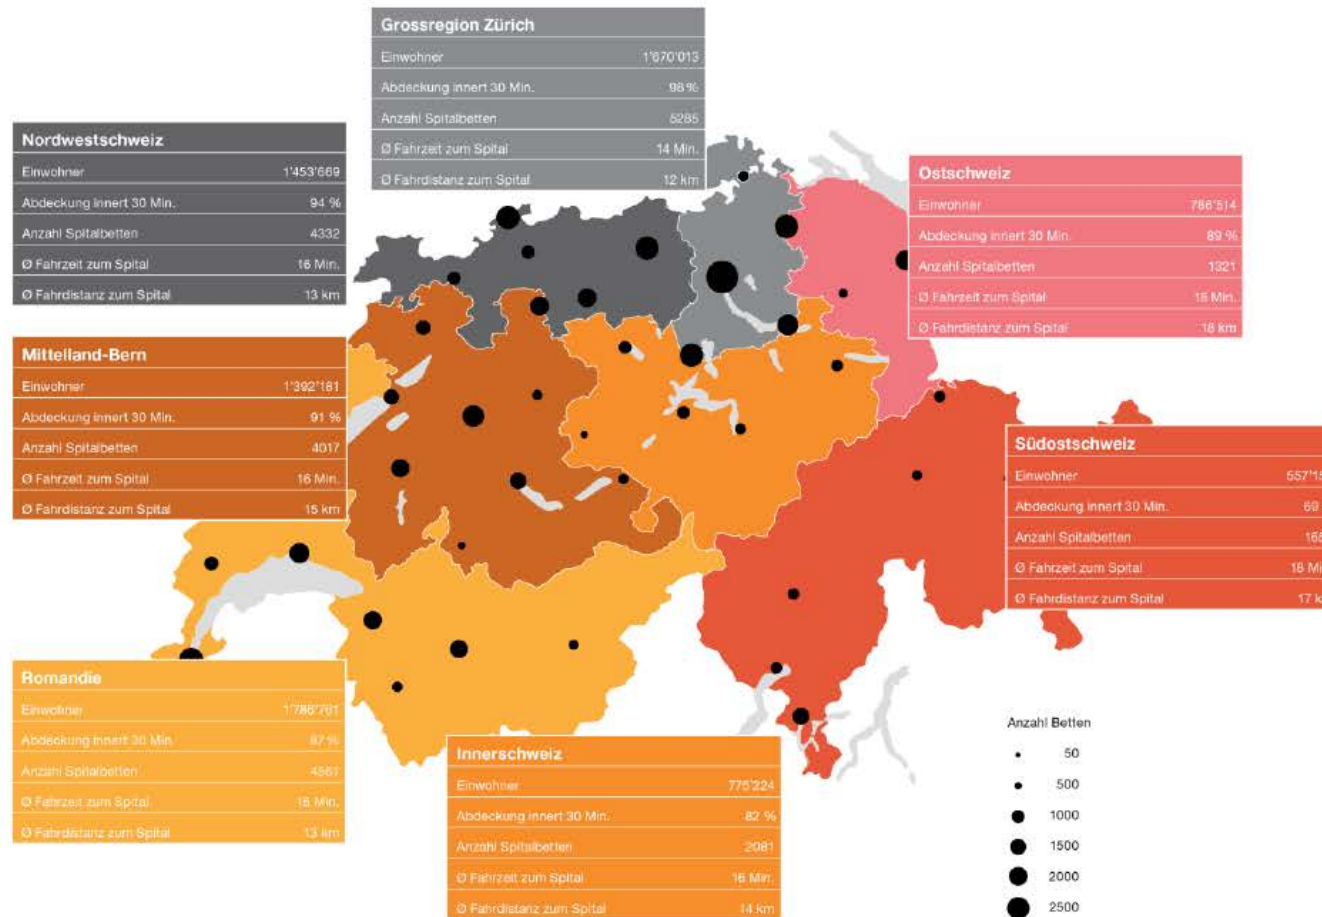 Grossregion Zürich
Einwohner 1'670'013
Abdeckung innert 30 Min. 98 %
Anzahl Spitalbetten 5285
Ø Fahrzeit zum Spital 14 Min.
Ø Fahrdistanz zum Spital 12 km
Nordwestschweiz
Einwohner 1'453'669
Abdeckung innert 30 Min. 94 %
Anzahl Spitalbetten 4332
Ø Fahrzeit zum Spital 16 Min.
Ø Fahrdistanz zum Spital 13 km
Ostschweiz
Einwohner 786'514
Abdeckung innert 30 Min. 89 %
Anzahl Spitalbetten 1321
Ø Fahrzeit zum Spital 18 Min.
Ø Fahrdistanz zum Spital 18 km
Mittelland-Bern
Einwohner 1'392'181
Abdeckung innert 30 Min. 91 %
Anzahl Spitalbetten 4017
Ø Fahrzeit zum Spital 16 Min.
Ø Fahrdistanz zum Spital 15 km
Südostschweiz
Einwohner
Abdeckung innert 30 Min. 69
Anzahl Spitalbetten
Ø Fahrzeit zum Spital 18
Ø Fahrdistanz zum Spital 17
Romandie
Einwohner 1'786'761
Abdeckung innert 30 Min. 87 %
Anzahl Spitalbetten 4561
Ø Fahrzeit zum Spital Min.
Ø Fahrdistanz zum Spital 13 km
Innerschweiz
Einwohner 775'224
Abdeckung innert 30 Min. 82 %
Anzahl Spitalbetten 2081
Ø Fahrzeit zum Spital 16 Min.
Ø Fahrdistanz zum Spital 14 km
Anzahl Betten
50
500
1000
1500
2000
2500